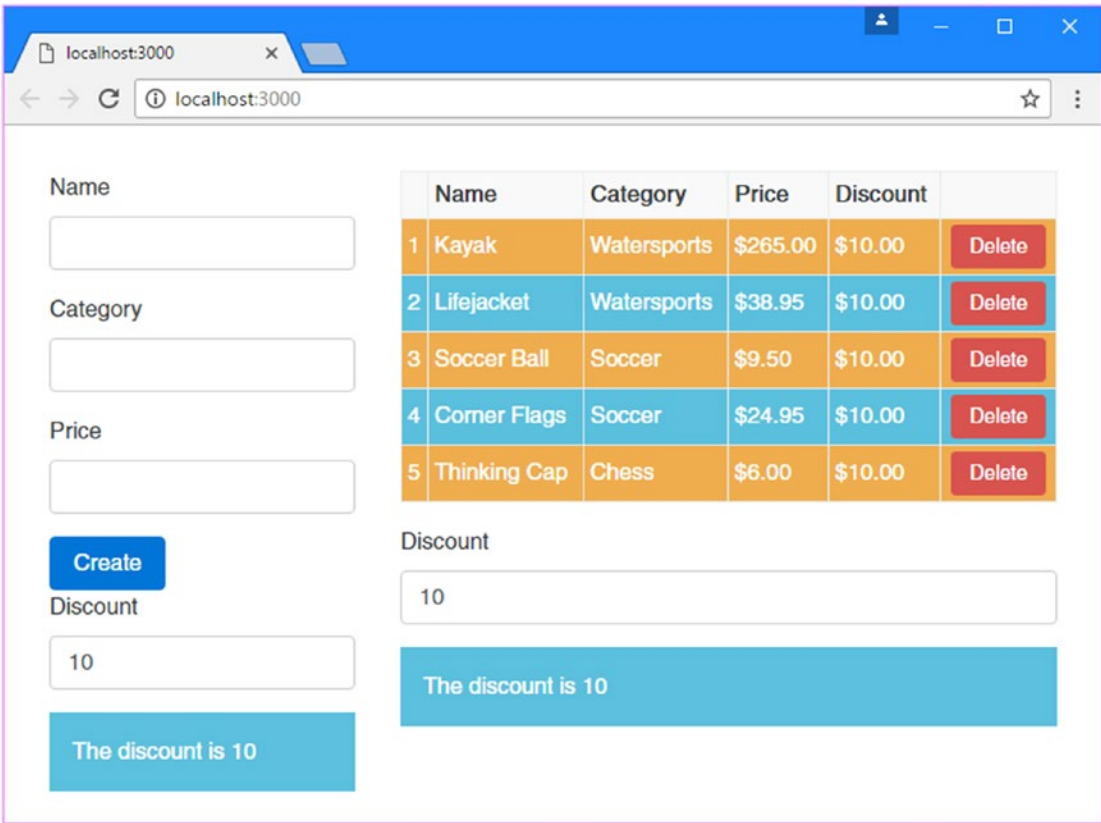 localhost:3000
localhost:3000
Name
Category
Price
Create
Discount
10
The discount is 10
Name Category Price Discount
1 Kayak Watersports $265.00 $10.00 Delete
2 Lifejacket Watersports $38.95 $10.00 Delete
3 Soccer Ball Soccer $9.50 $10.00 Delete
4 Corner Flags Soccer $24.95 $10.00 Delete
5 Thinking Cap Chess $6.00 $10.00 Delete
Discount
10
The discount is 10